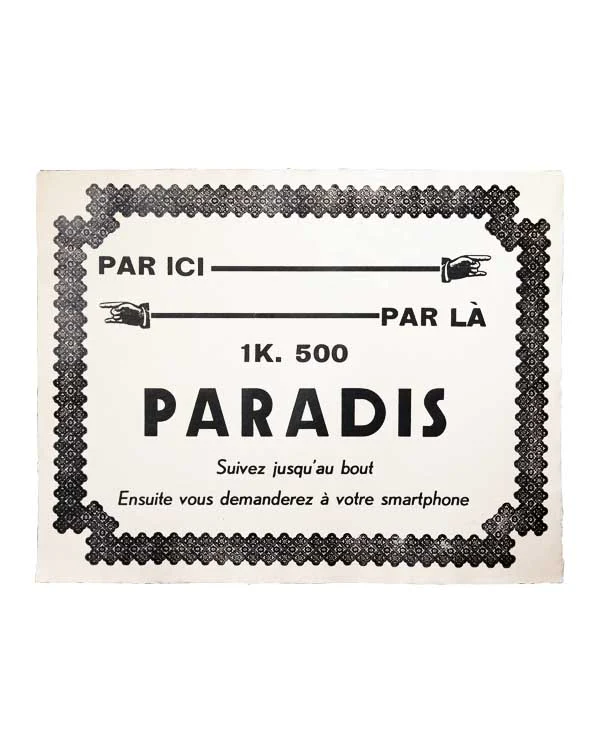 PAR ICI
PAR LÀ
1K. 500
PARADIS
Suivez jusqu'au bout
Ensuite vous demanderez à votre smartphone